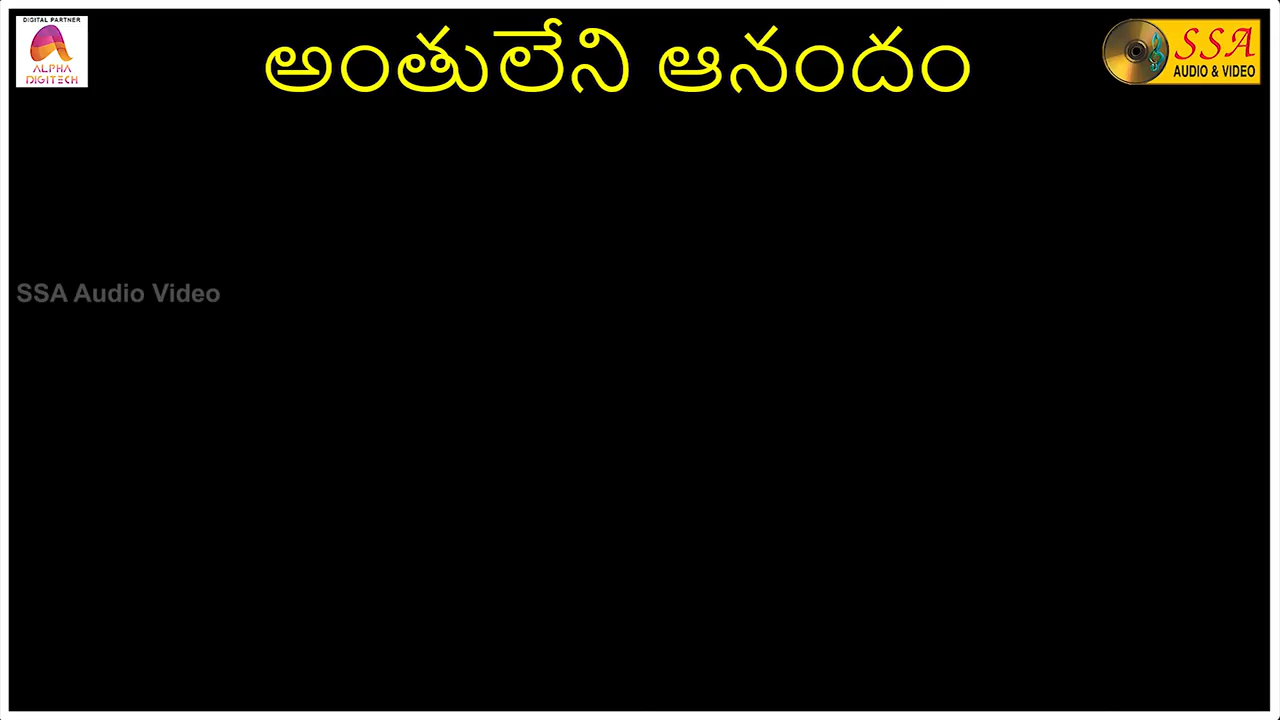 DIGITAL PARTNER
ALPHA
DIGITECH
అంతులేని ఆనందం
SSA
AUDIO & VIDEO
SSA Audio Video